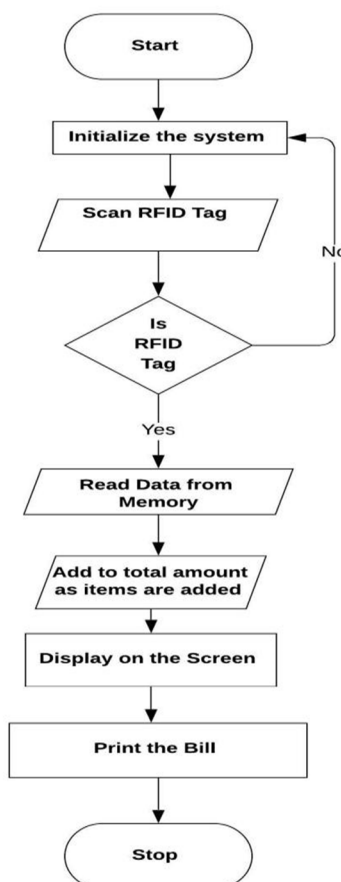 Start
Initialize the system
Scan RFID Tag
Is
RFID
Tag
No
Yes
Read Data from
Memory
Add to total amount
as items are added
Display on the Screen
Print the Bill
Stop